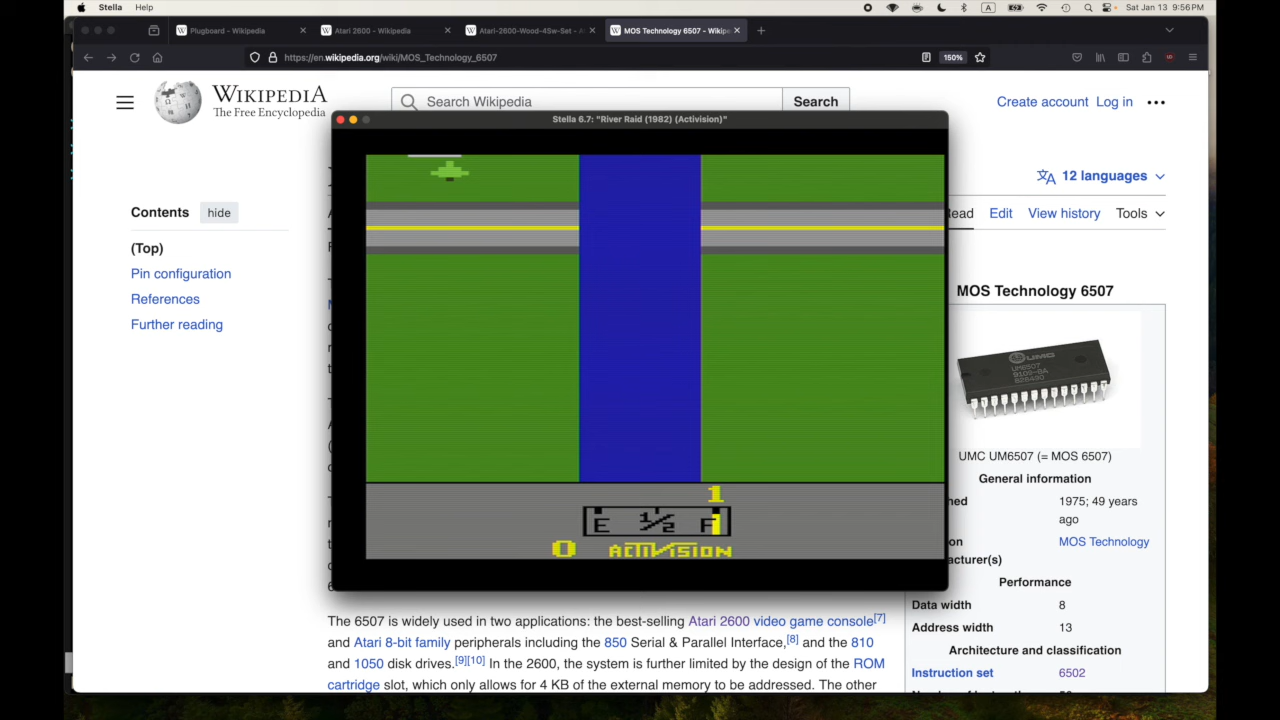 Stella Help
A
Sat Jan 13 9:56PM
Plugboard - Wikipedia
Atari 2600 - Wikipedia
Atari-2600-Wood-4Sw-Set - A
MOS Technology 6507 - Wikipe
https://en.wikipedia.org/wiki/MOS_Technology_6507
150%
WIKIPEDIA
The Free Encyclopedia
Search Wikipedia
Search
Create account Log in
Stella 6.7: "River Raid (1982) (Activision)"
12 languages
Contents hide
Edit View history Tools
(Top)
Pin configuration
References
Further reading
MOS Technology 6507
UMC
UM6507
UMC UM6507 (= MOS 6507)
General information
1975; 49 years
ago
MOS Technology
Performance
Data width 8
Address width 13
Architecture and classification
Instruction set 6502
1
E 1/2 F
0 ACTIVISION
The 6507 is widely used in two applications: the best-selling Atari 2600 video game console[7]
and Atari 8-bit family peripherals including the 850 Serial & Parallel Interface,[8] and the 810
and 1050 disk drives.[9][10] In the 2600, the system is further limited by the design of the ROM
cartridge slot, which only allows for 4 KB of the external memory to be addressed. The other